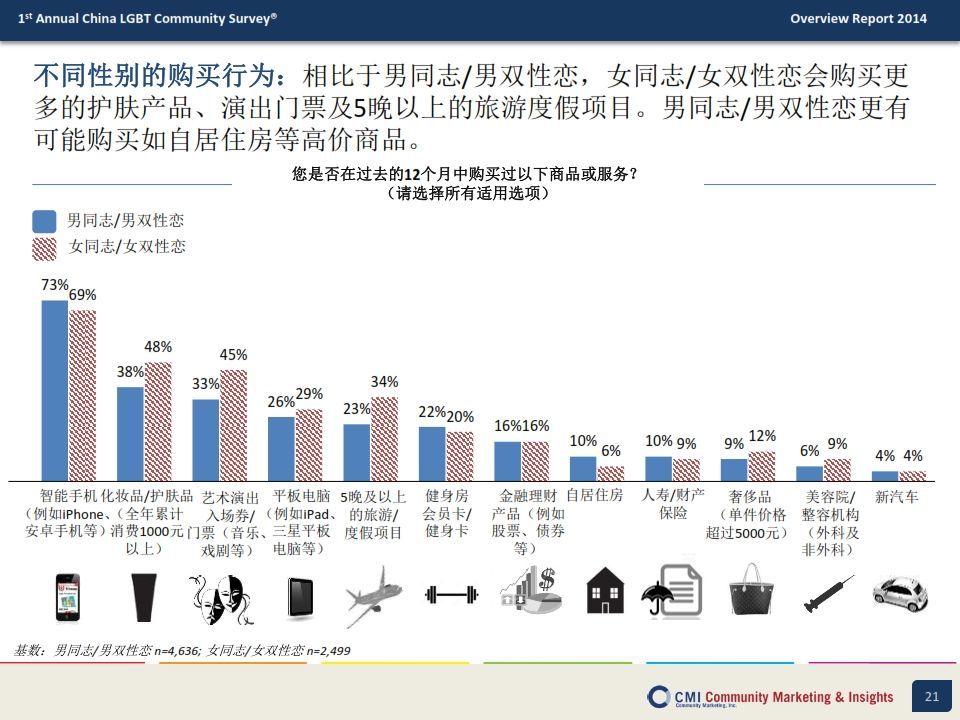 1st Annual China LGBT Community Survey®
Overview Report 2014
不同性别的购买行为：相比于男同志/男双性恋，女同志/女双性恋会购买更
多的护肤产品、演出门票及5晚以上的旅游度假项目。男同志/男双性恋更有
可能购买如自居住房等高价商品。
您是否在过去的12个月中购买过以下商品或服务？
（请选择所有适用选项）
男同志/男双性恋
女同志/女双性恋
73%
69%
38%
48%
33%
45%
26%
29%
23%
34%
22%
20%
16%
16%
10%
6%
10%
9%
9%
12%
6%
9%
4%
4%
智能手机
（例如iPhone、
安卓手机等）
化妆品/护肤品
（全年累计
消费1000元
以上）
艺术演出
入场券/
门票（音乐、
戏剧等）
平板电脑
（例如iPad、
三星平板
电脑等）
5晚及以上
的旅游/
度假项目
健身房
会员卡/
健身卡
金融理财
产品（例如
股票、债券
等）
自居住房
人寿/财产
保险
奢侈品
（单件价格
超过5000元）
美容院/
整容机构
（外科及
非外科）
新汽车
基数：男同志/男双性恋 n=4,636; 女同志/女双性恋 n=2,499
CMI Community Marketing & Insights
Community Marketing, Inc.
21